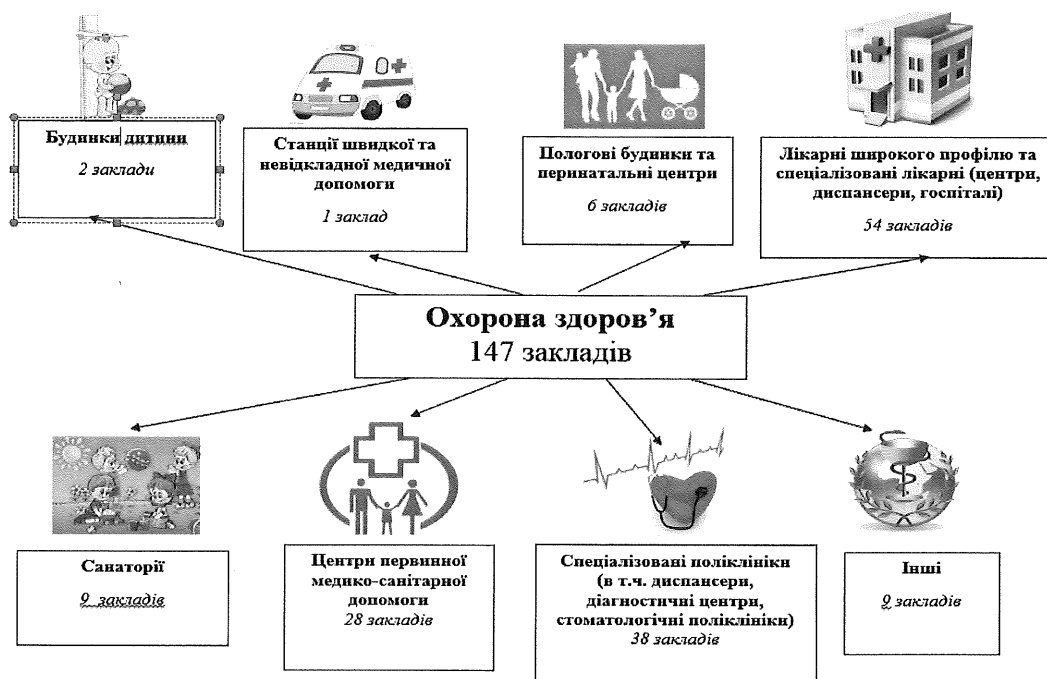 Будинки дитини
2 заклади
Станції швидкої та
невідкладної медичної
допомоги
1 заклад
Пологові будинки та
перинатальні центри
6 закладів
Лікарні широкого профілю та
спеціалізовані лікарні (центри,
диспансери, госпіталі)
54 закладів
Охорона здоров’я
147 закладів
Санаторії
9 закладів
Центри первинної
медико-санітарної
допомоги
28 закладів
Спеціалізовані поліклініки
(в т.ч. диспансери,
діагностичні центри,
стоматологічні поліклініки)
38 закладів
Інші
9 закладів